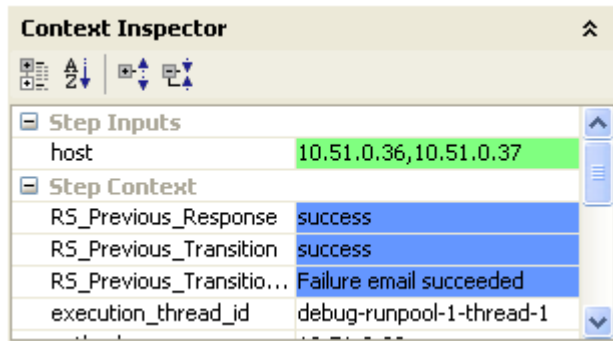 Context Inspector
Step Inputs
host 10.51.0.36,10.51.0.37
Step Context
RS_Previous_Response success
RS_Previous_Transition success
RS_Previous_Transitio... Failure email succeeded
execution_thread_id debug-runpool-1-thread-1